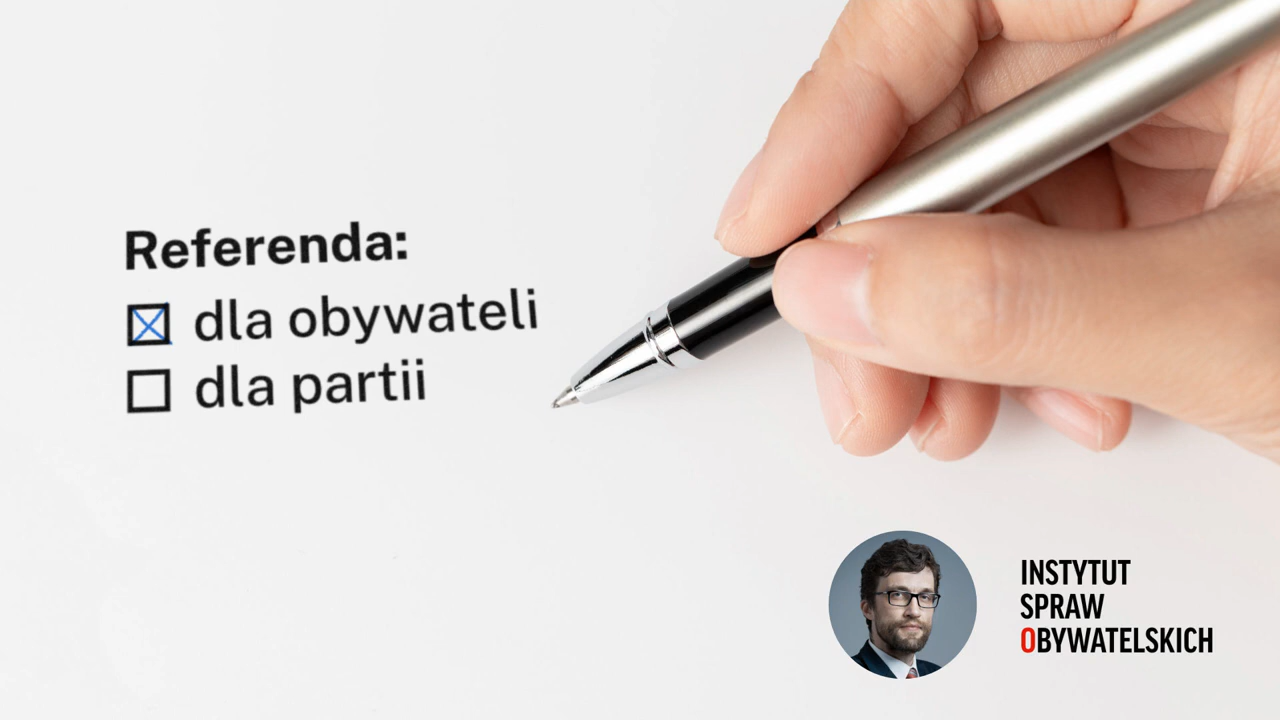 Referenda:
dla obywateli
dla partii
INSTYTUT
SPRAW
OBYWATELSKICH